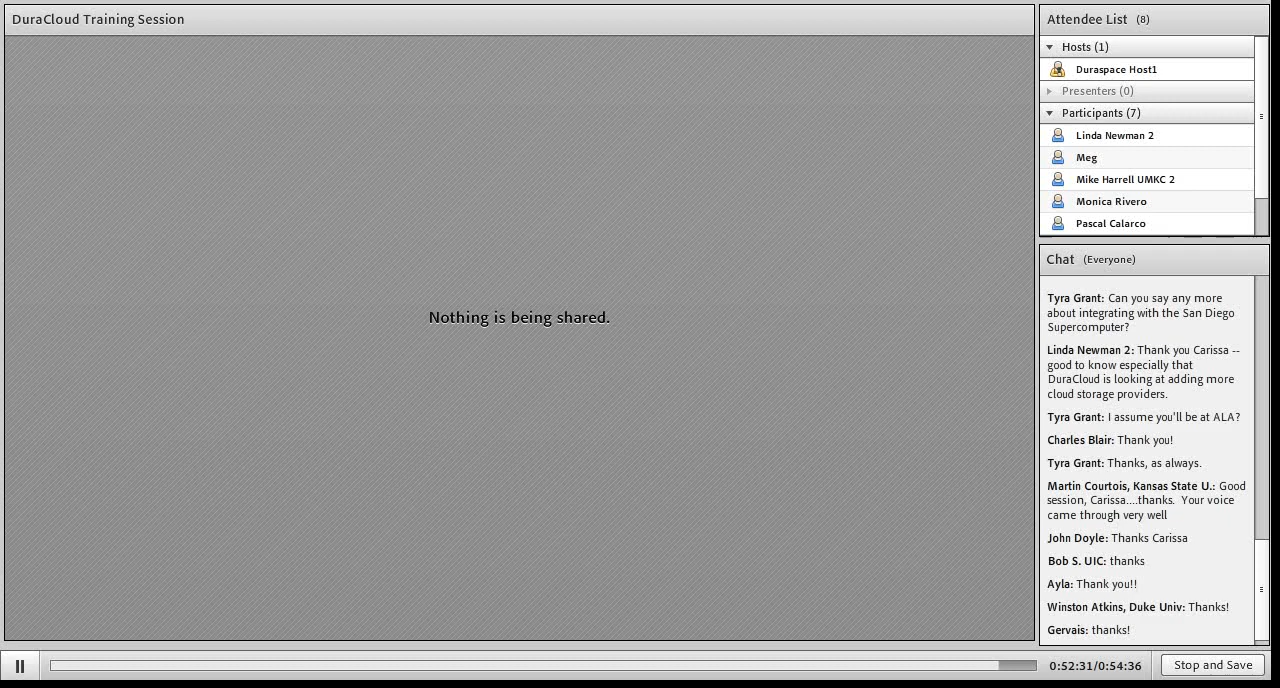 DuraCloud Training Session
Nothing is being shared.
Attendee List (8)
Hosts (1)
Duraspace Host1
Presenters (0)
Participants (7)
Linda Newman 2
Meg
Mike Harrell UMKC 2
Monica Rivero
Pascal Calarco
Chat (Everyone)
Tyra Grant: Can you say any more
about integrating with the San Diego
Supercomputer?
Linda Newman 2: Thank you Carissa --
good to know especially that
DuraCloud is looking at adding more
cloud storage providers.
Tyra Grant: I assume you'll be at ALA?
Charles Blair: Thank you!
Tyra Grant: Thanks, as always.
Martin Courtois, Kansas State U.: Good
session, Carissa....thanks.  Your voice
came through very well
John Doyle: Thanks Carissa
Bob S. UIC: thanks
Ayla: Thank you!!
Winston Atkins, Duke Univ: Thanks!
Gervais: thanks!
0:52:31/0:54:36
Stop and Save